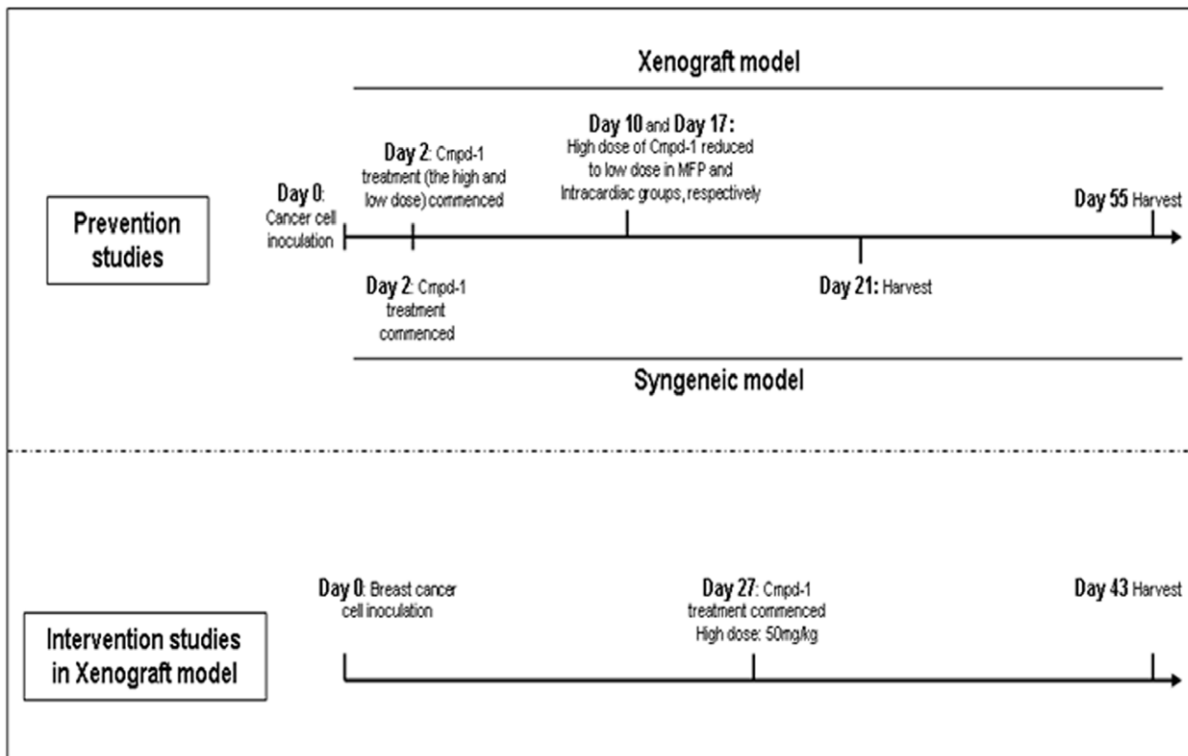 Xenograft model
Day 10 and Day 17:
High dose of Cmpd-1 reduced
to low dose in MFP and
Intracardiac groups, respectively
Day 2: Cmpd-1
treatment (the high and
low dose) commenced
Day 0:
Cancer cell
inoculation
Day 55 Harvest
Prevention
studies
Day 2: Cmpd-1
treatment
commenced
Day 21: Harvest
Syngeneic model
Day 0: Breast cancer
cell inoculation
Day 27: Cmpd-1
treatment commenced
High dose: 50mg/kg
Day 43 Harvest
Intervention studies
in Xenograft model